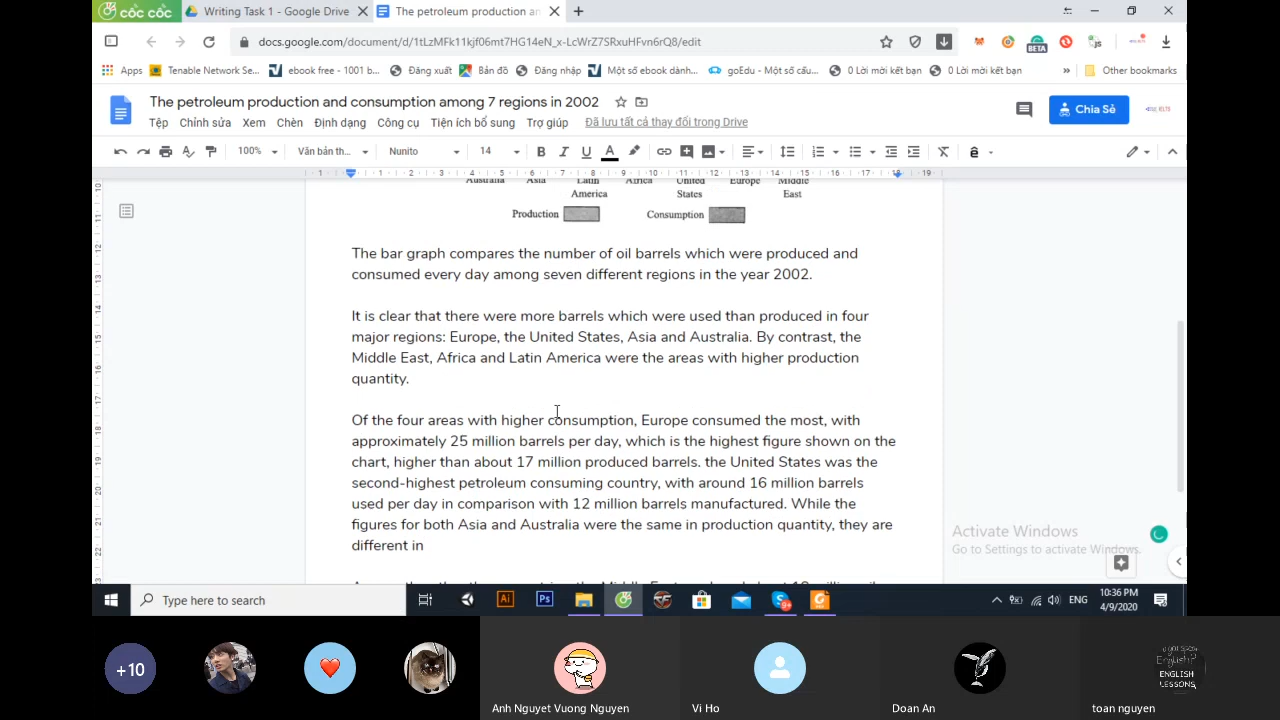 cốc cốc
Writing Task 1 - Google Drive
The petroleum production an
docs.google.com/document/d/1tLzMFk11kjf06mt7HG14eN_x-LcWrZ7SRxuHFvn6rQ8/edit
BETA
Apps
Tenable Network Se...
ebook free - 1001 b...
Đăng xuất
Bản đồ
Đăng nhập
Một số ebook dành...
goEdu - Một số cấu...
0 Lời mời kết bạn
0 Lời mời kết bạn
Other bookmarks
The petroleum production and consumption among 7 regions in 2002
Chia Sẻ
Tệp Chỉnh sửa Xem Chèn Định dạng Công cụ Tiện ích bổ sung Trợ giúp
Đã lưu tất cả thay đổi trong Drive
100% Văn bản th... Nunito 14
Australia Asia Latin Africa United Europe Middle
America States East
Production Consumption
The bar graph compares the number of oil barrels which were produced and
consumed every day among seven different regions in the year 2002.
It is clear that there were more barrels which were used than produced in four
major regions: Europe, the United States, Asia and Australia. By contrast, the
Middle East, Africa and Latin America were the areas with higher production
quantity.
Of the four areas with higher consumption, Europe consumed the most, with
approximately 25 million barrels per day, which is the highest figure shown on the
chart, higher than about 17 million produced barrels. the United States was the
second-highest petroleum consuming country, with around 16 million barrels
used per day in comparison with 12 million barrels manufactured. While the
figures for both Asia and Australia were the same in production quantity, they are
different in
Activate Windows
Go to Settings to activate Windows.
Type here to search
Ai
Ps
ENG
10:36 PM
4/9/2020
+10
Anh Nguyet Vuong Nguyen
Vi Ho
Doan An
English?
ENGLISH
LESSONS
toan nguyen